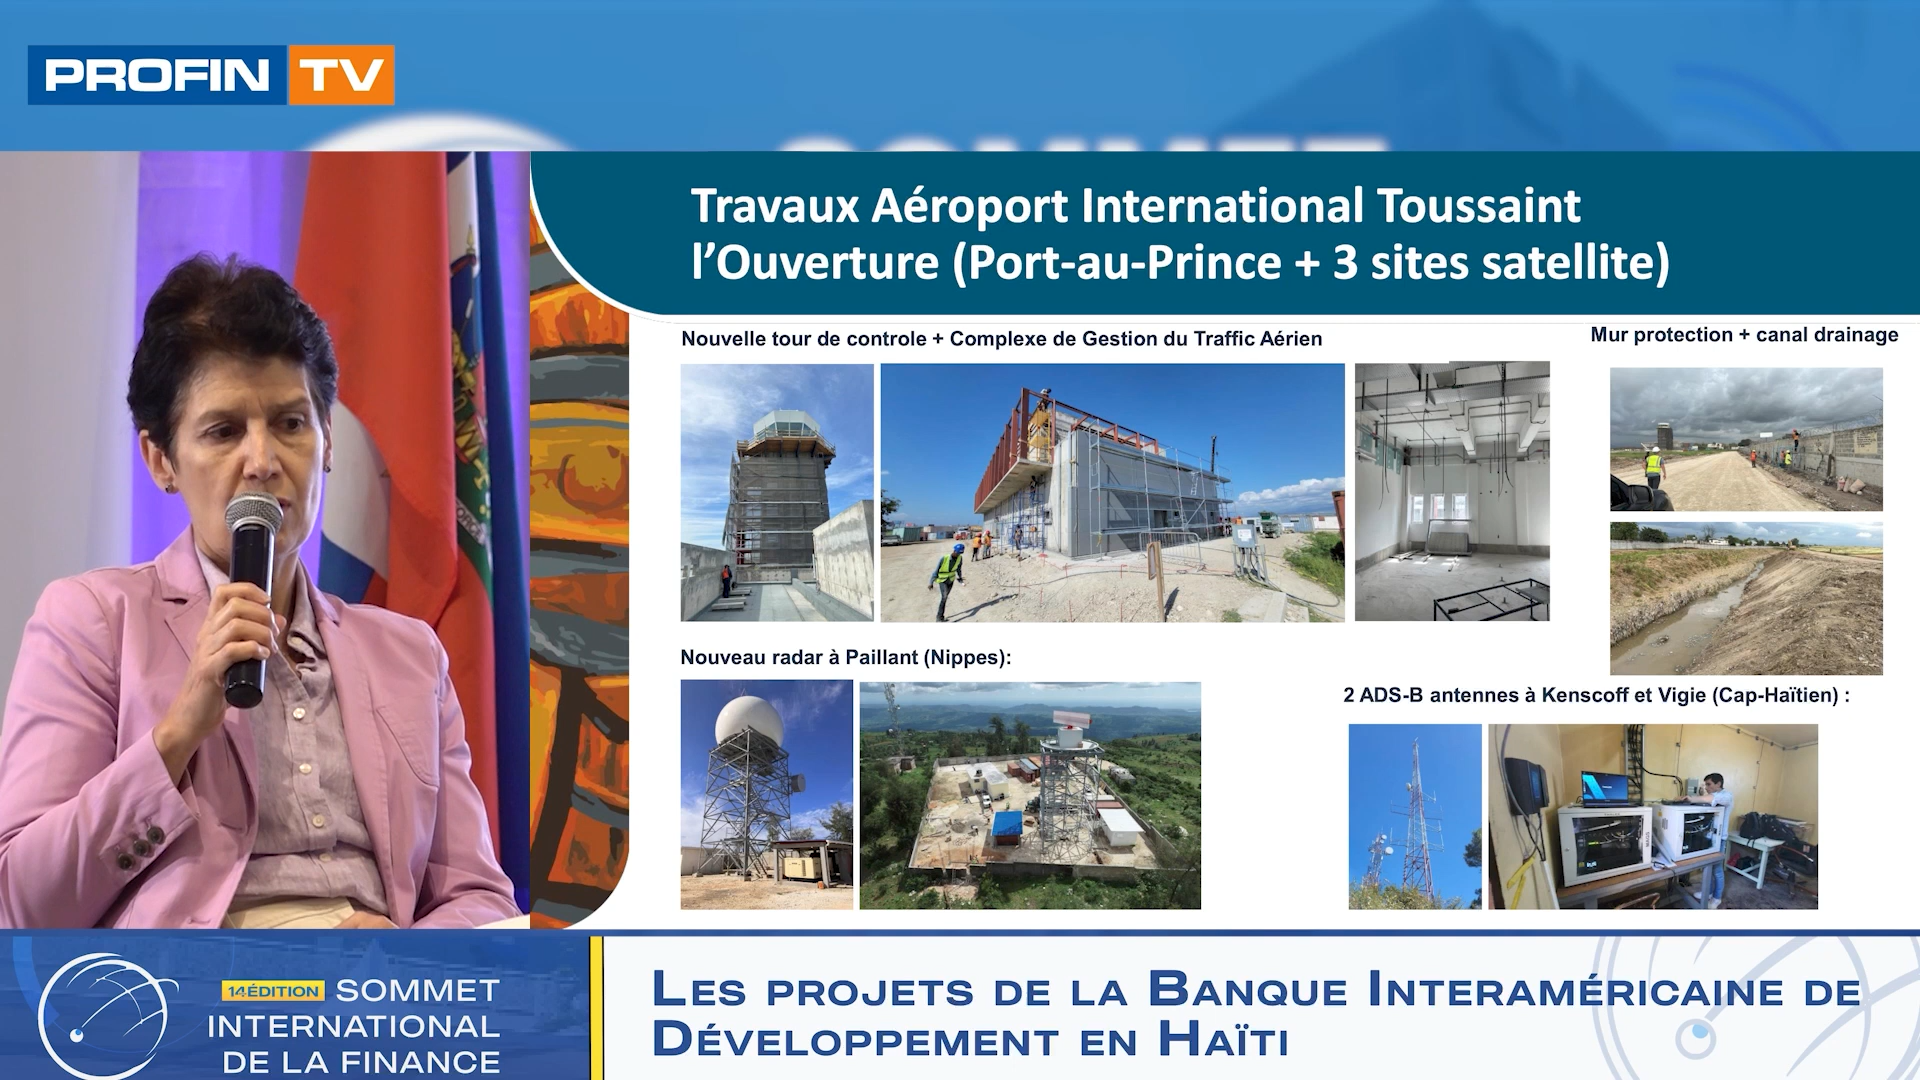 PROFIN TV
Travaux Aéroport International Toussaint
l'Ouverture (Port-au-Prince + 3 sites satellite)
Nouvelle tour de controle + Complexe de Gestion du Traffic Aérien
Mur protection + canal drainage
Nouveau radar à Paillant (Nippes):
2 ADS-B antennes à Kenscoff et Vigie (Cap-Haïtien) :
14 ÉDITION SOMMET
INTERNATIONAL
DE LA FINANCE
LES PROJETS DE LA BANQUE INTERAMÉRICAINE DE
DÉVELOPPEMENT EN HAÏTI